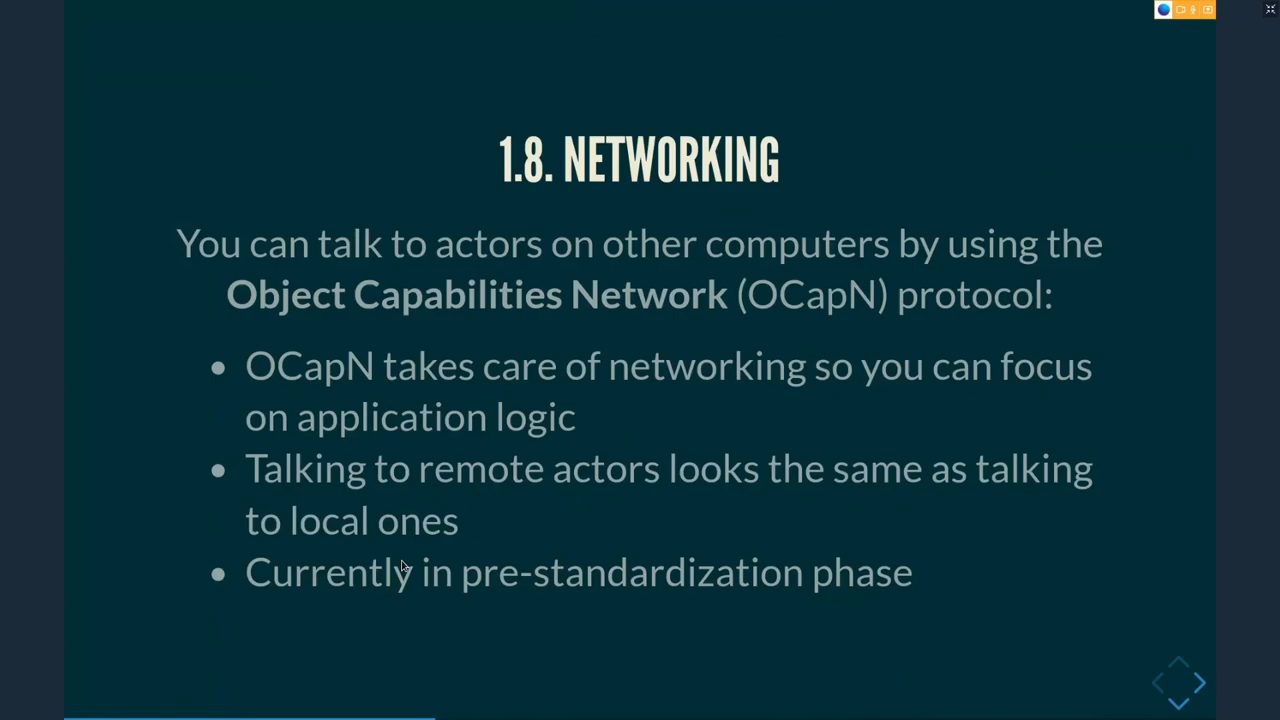 1.8. NETWORKING
You can talk to actors on other computers by using the
Object Capabilities Network (OCapN) protocol:
• OCapN takes care of networking so you can focus
on application logic
• Talking to remote actors looks the same as talking
to local ones
• Currently in pre-standardization phase